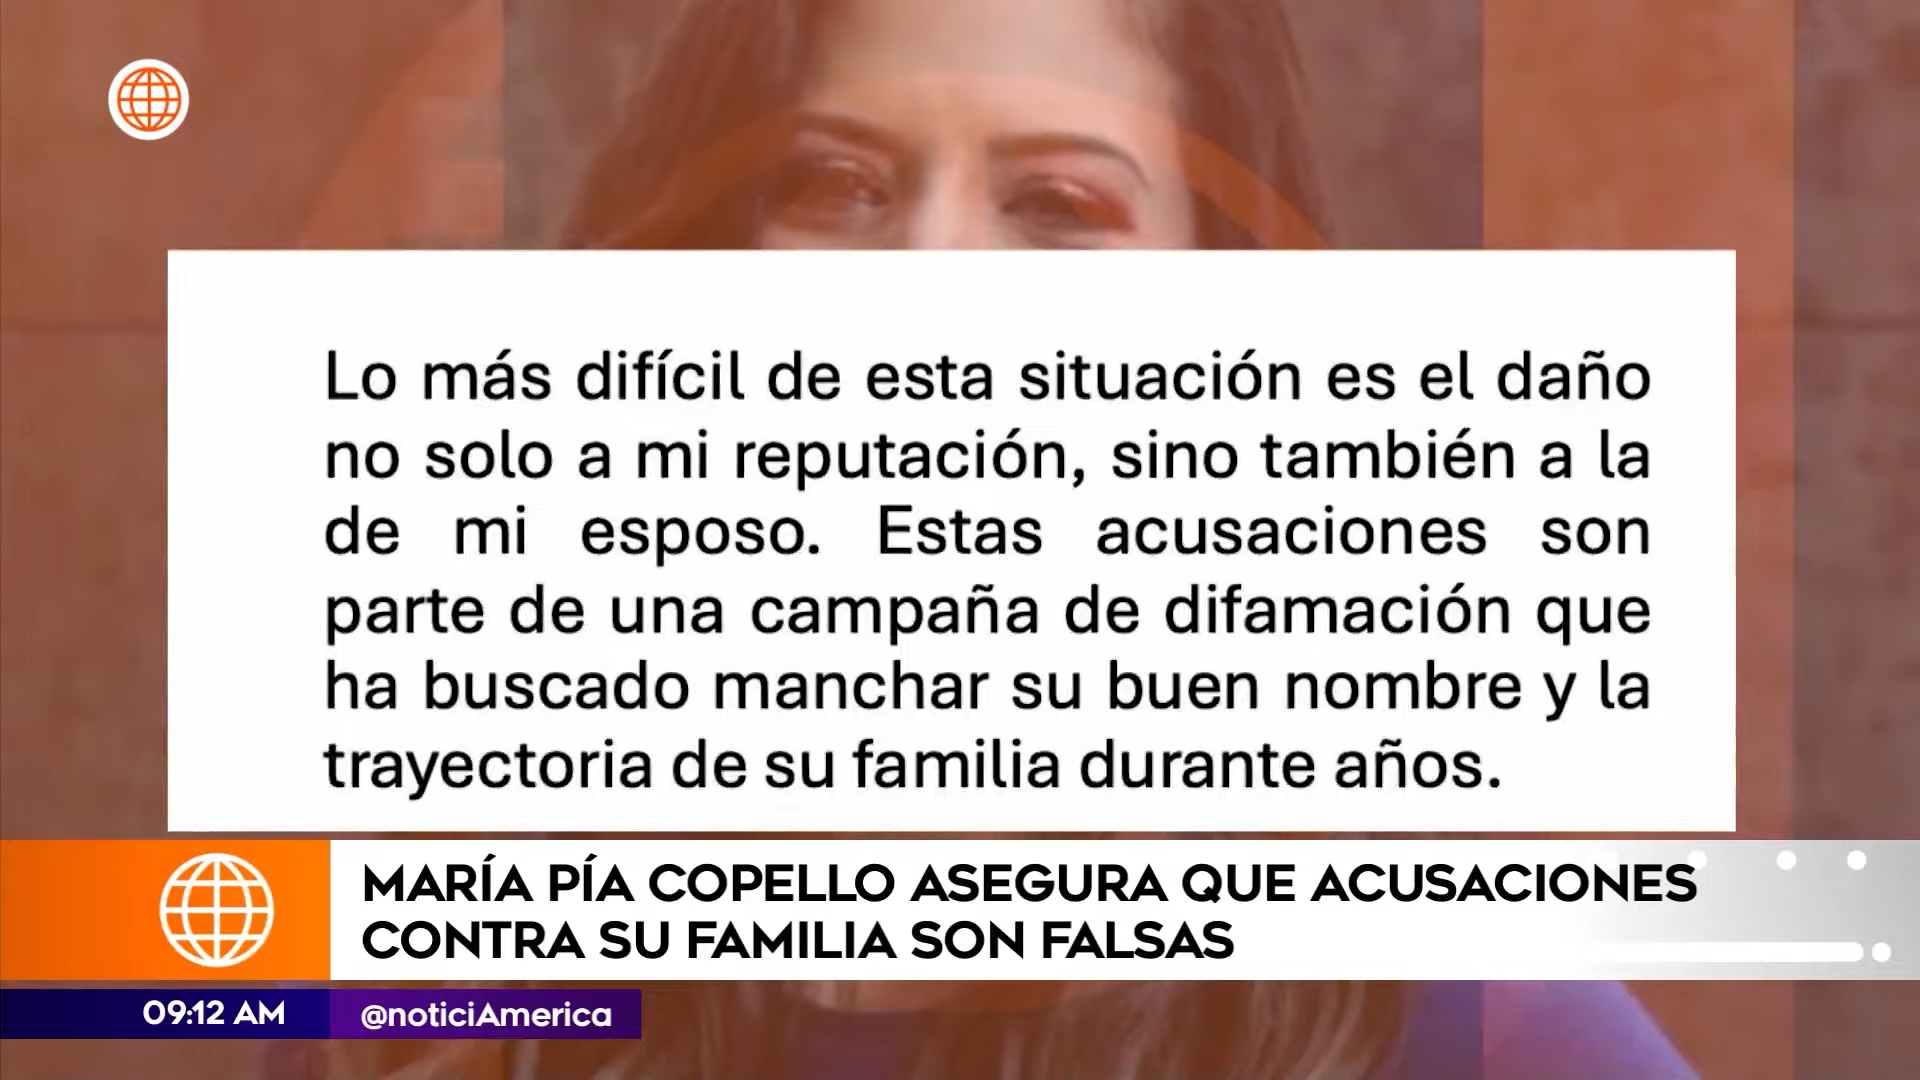 Lo más difícil de esta situación es el daño
no solo a mi reputación, sino también a la
de mi esposo. Estas acusaciones son
parte de una campaña de difamación que
ha buscado manchar su buen nombre y la
trayectoria de su familia durante años.
MARÍA PÍA COPELLO ASEGURA QUE ACUSACIONES
CONTRA SU FAMILIA SON FALSAS
09:12 AM @noticiAmerica